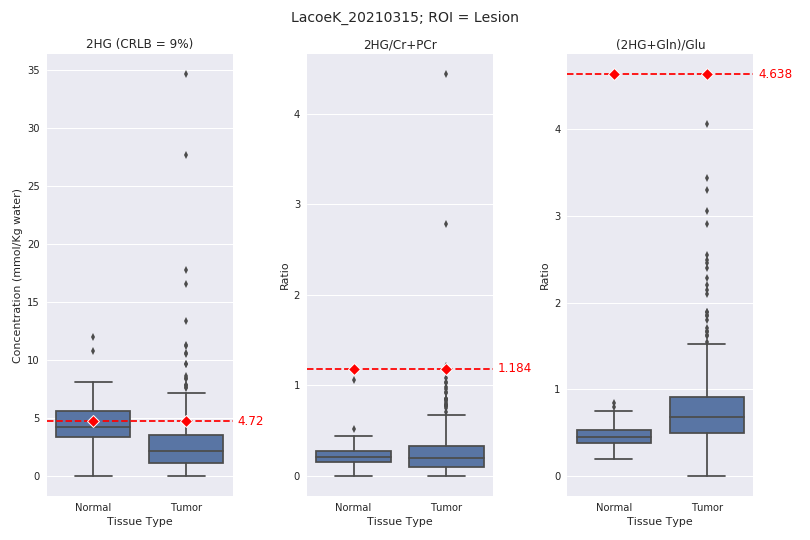 LacoeK_20210315; ROI = Lesion
2HG (CRLB = 9%)
Concentration (mmol/Kg water)
35
30
25
20
15
10
5
0
4.72
Normal Tumor
Tissue Type
2HG/Cr+PCr
Ratio
4
3
2
1
0
1.184
Normal Tumor
Tissue Type
(2HG+Gln)/Glu
Ratio
4
3
2
1
0
4.638
Normal Tumor
Tissue Type